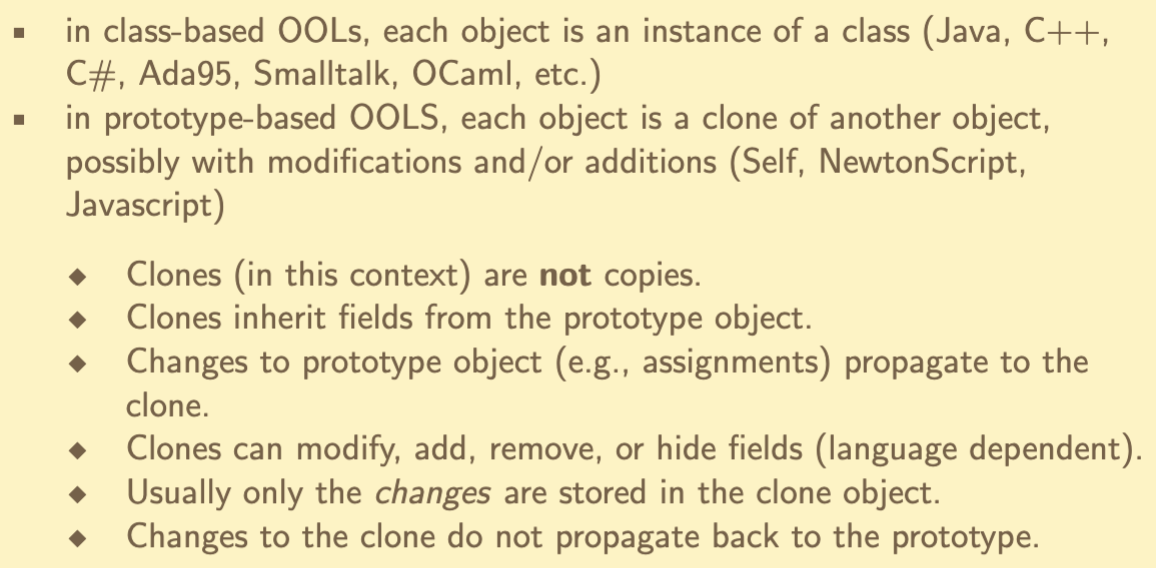 ▪ in class-based OOLs, each object is an instance of a class (Java, C++,
C#, Ada95, Smalltalk, OCaml, etc.)
▪ in prototype-based OOLS, each object is a clone of another object,
possibly with modifications and/or additions (Self, NewtonScript,
Javascript)
◆ Clones (in this context) are not copies.
◆ Clones inherit fields from the prototype object.
◆ Changes to prototype object (e.g., assignments) propagate to the
clone.
◆ Clones can modify, add, remove, or hide fields (language dependent).
◆ Usually only the changes are stored in the clone object.
◆ Changes to the clone do not propagate back to the prototype.